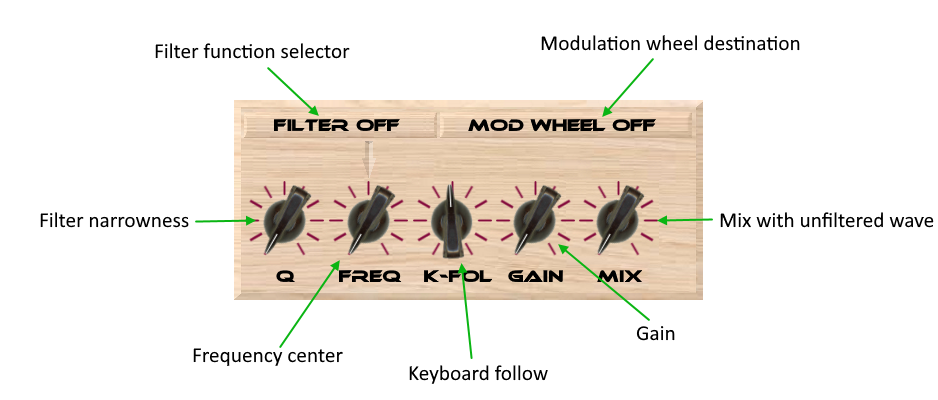 Modulation wheel destination
Filter function selector
FILTER OFF
MOD WHEEL OFF
Filter narrowness
Mix with unfiltered wave
Q
FREQ
K-FOL
GAIN
MIX
Gain
Frequency center
Keyboard follow